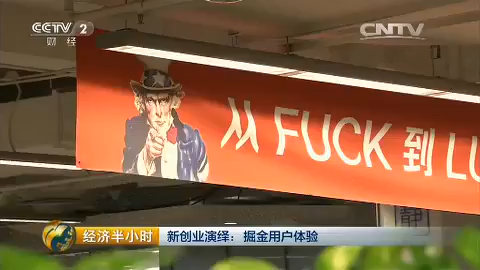 CCTV 2
财经
CNTV
从 FUCK 到 LU
静
经济半小时
新创业演绎：掘金用户体验